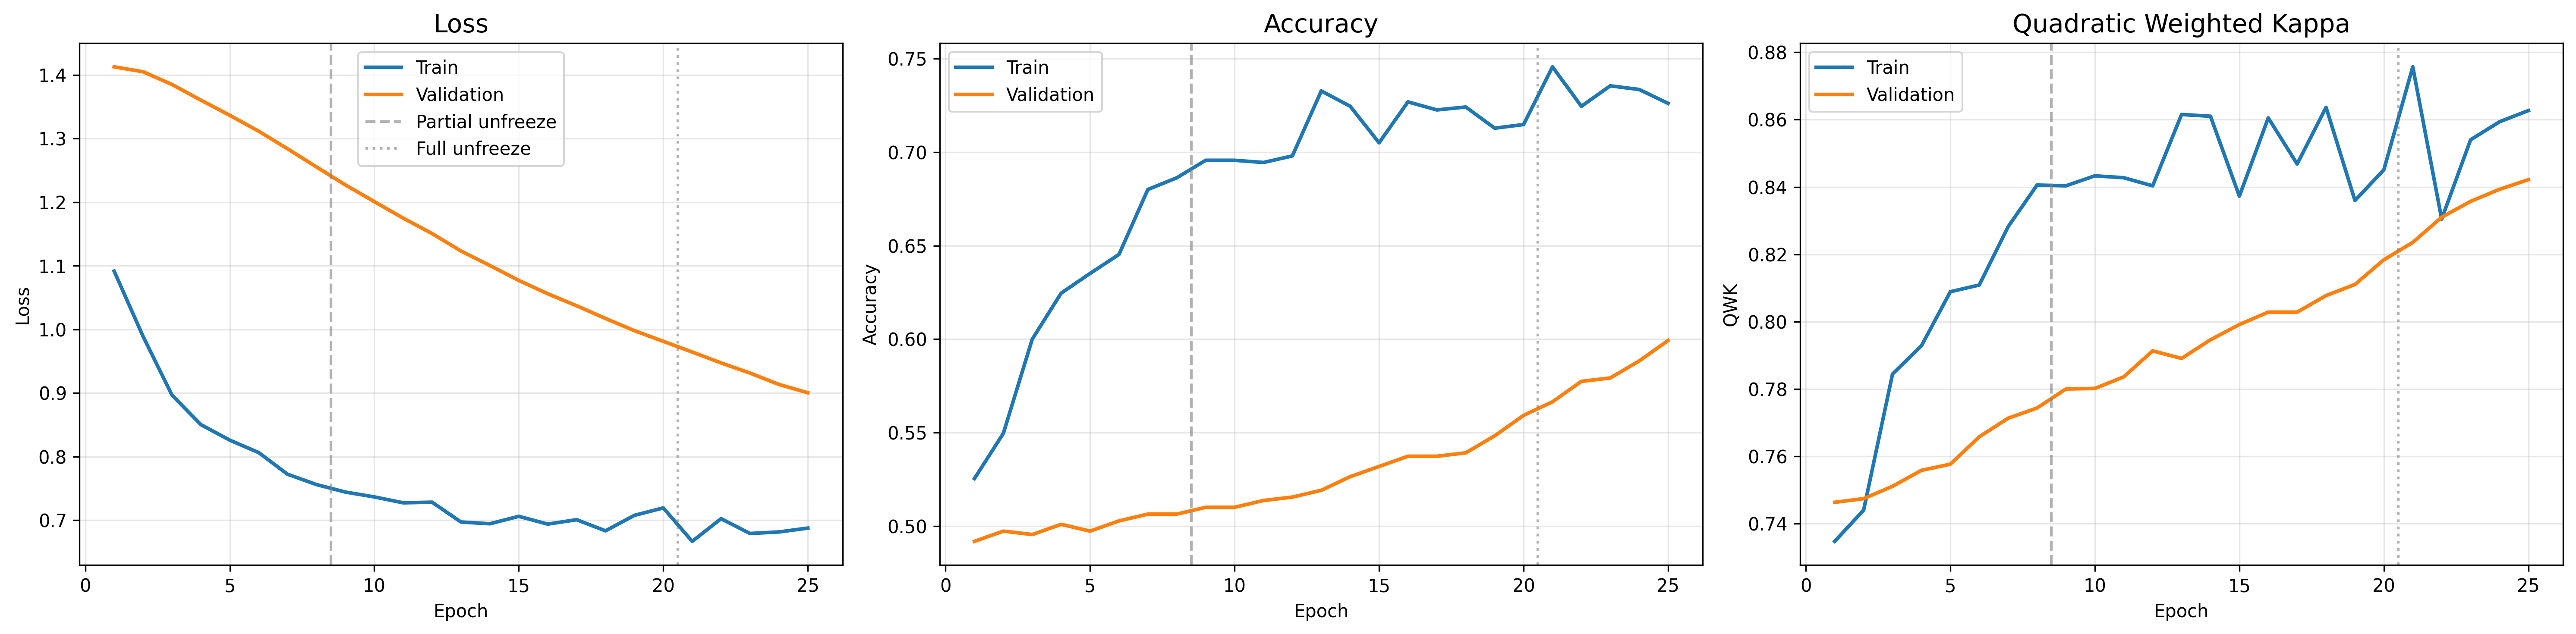 Loss
Train
Validation
Partial unfreeze
Full unfreeze
1.4
1.3
1.2
1.1
1.0
0.9
0.8
0.7
Loss
0 5 10 15 20 25
Epoch
Accuracy
Train
Validation
0.75
0.70
0.65
0.60
0.55
0.50
Accuracy
0 5 10 15 20 25
Epoch
Quadratic Weighted Kappa
Train
Validation
0.88
0.86
0.84
0.82
0.80
0.78
0.76
0.74
QWK
0 5 10 15 20 25
Epoch